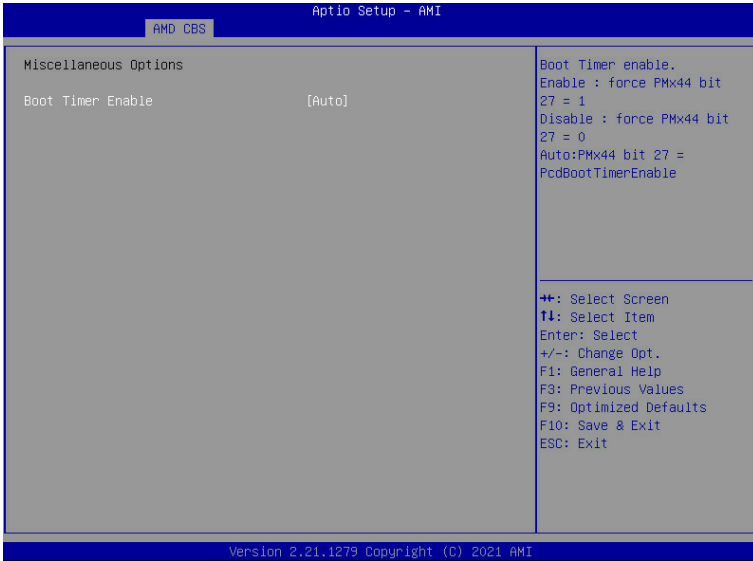 Aptio Setup – AMI
AMD CBS
Miscellaneous Options
Boot Timer Enable [Auto]
Boot Timer enable.
Enable : force PMx44 bit
27 = 1
Disable : force PMx44 bit
27 = 0
Auto:PMx44 bit 27 =
PcdBootTimerEnable
→←: Select Screen
↑↓: Select Item
Enter: Select
+/-: Change Opt.
F1: General Help
F3: Previous Values
F9: Optimized Defaults
F10: Save & Exit
ESC: Exit
Version 2.21.1279 Copyright (C) 2021 AMI